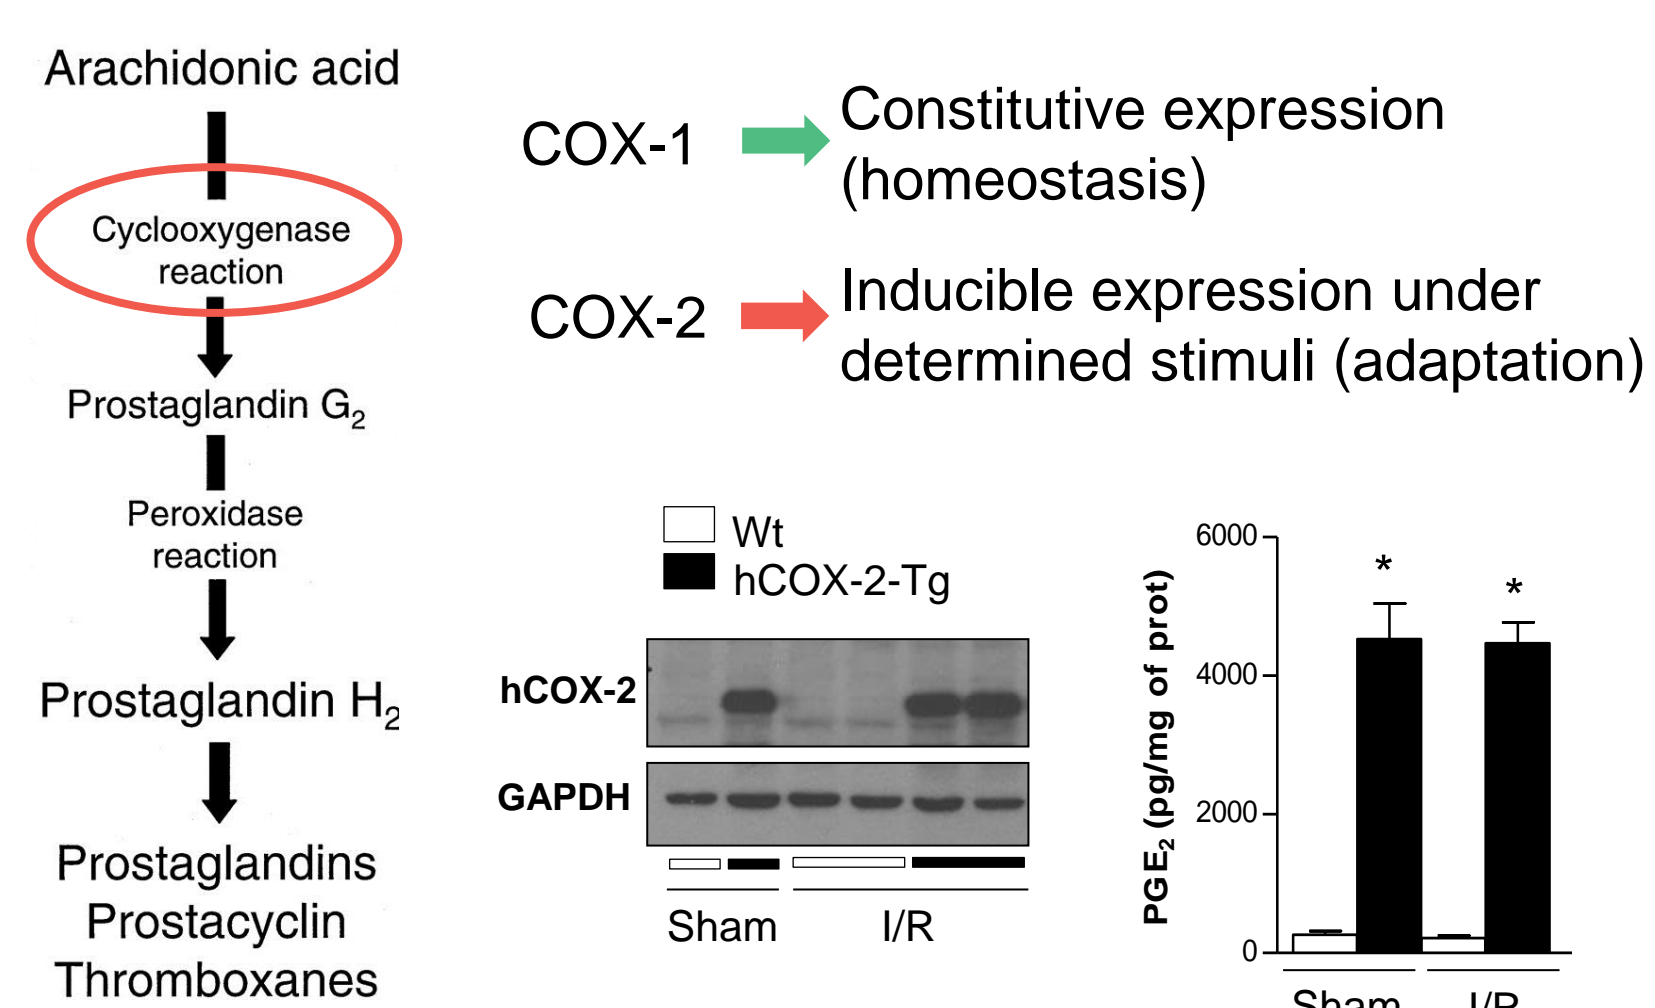 Arachidonic acid
Cyclooxygenase
reaction
Prostaglandin G₂
Peroxidase
reaction
Prostaglandin H₂
Prostaglandins
Prostacyclin
Thromboxanes
COX-1
Constitutive expression
(homeostasis)
COX-2
Inducible expression under
determined stimuli (adaptation)
Wt
hCOX-2-Tg
hCOX-2
GAPDH
Sham
I/R
PGE₂ (pg/mg of prot)
6000
4000
2000
0
*
*
Sham
I/R